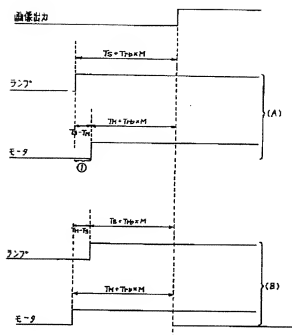 画像出力
TS+Trb×M
ランプ
(A)
TH+Trb×M
TS-TH
モータ
①
TH-TS
TS+Trb×M
ランプ
(B)
TH+Trb×M
モータ